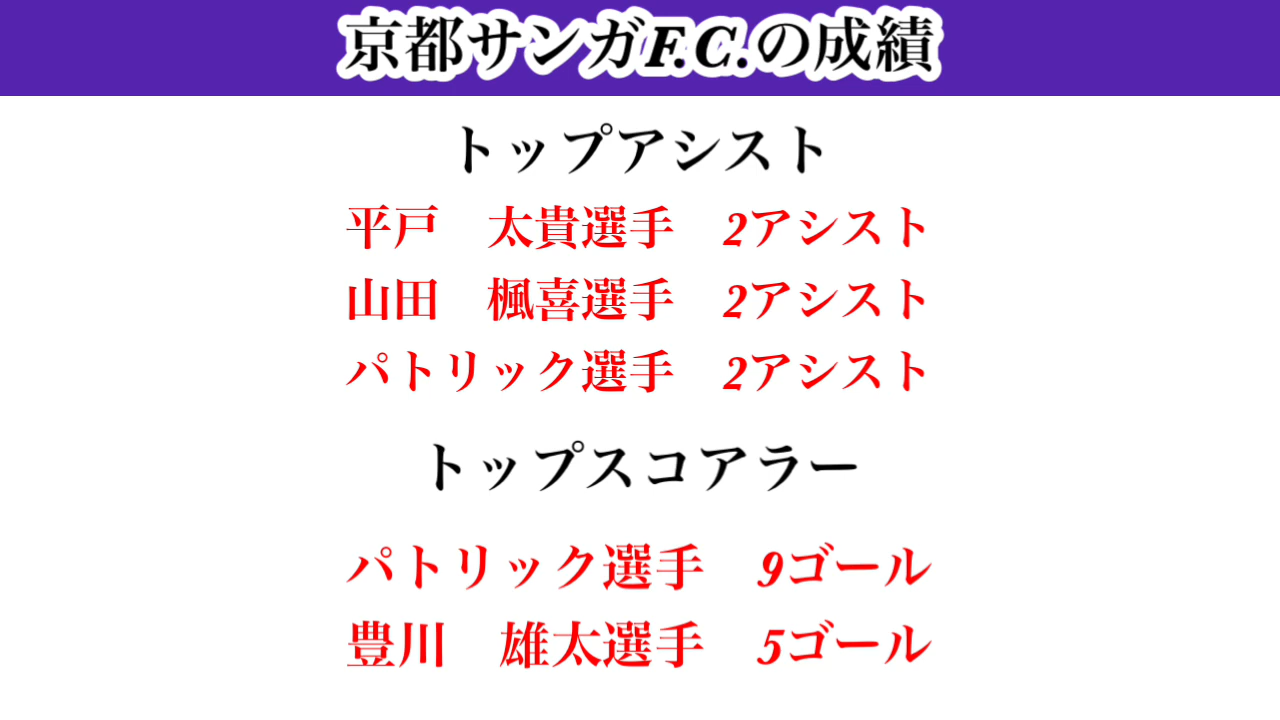 京都サンガF.C.の成績
トップアシスト
平戸　太貴選手　2アシスト
山田　楓喜選手　2アシスト
パトリック選手　2アシスト
トップスコアラー
パトリック選手　9ゴール
豊川　雄太選手　5ゴール